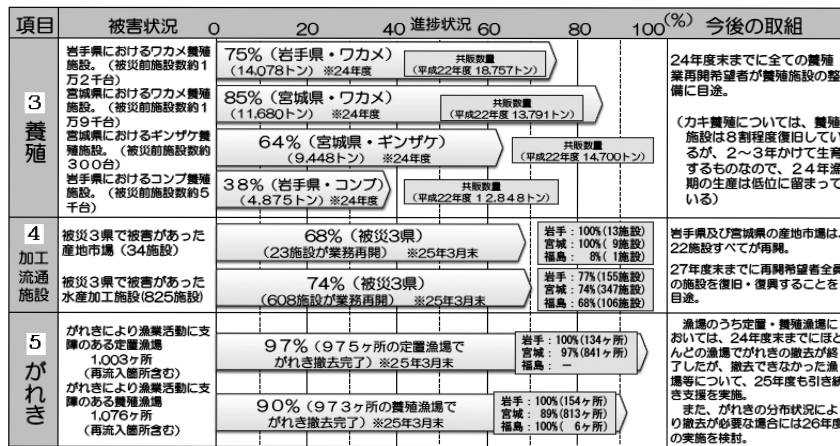 項目 被害状況 0 20 40 進捗状況 60 80 100(%) 今後の取組
3
養殖
岩手県におけるワカメ養殖
施設。（被災前施設数約1
万2千台）
75%（岩手県・ワカメ）
（14,078トン） ※24年度
共販数量
（平成22年度 18,757トン）
宮城県におけるワカメ養殖
施設。（被災前施設数約1
万9千台）
85%（宮城県・ワカメ）
（11,680トン） ※24年度
共販数量
（平成22年度 13,791トン）
宮城県におけるギンザケ養
殖施設。（被災前施設数約
300台）
64%（宮城県・ギンザケ）
（9,448トン） ※24年度
共販数量
（平成22年度 14,700トン）
岩手県におけるコンブ養殖
施設。（被災前施設数約5
千台）
38%（岩手県・コンブ）
（4,875トン）※24年度
共販数量
（平成22年度 12,848トン）
24年度末までに全ての養殖
業再開希望者が養殖施設の整
備に目途。
（カキ養殖については、養殖
施設は8割程度復旧してい
るが、2～3年かけて生育
するものなので、24年漁
期の生産は低位に留まって
いる）
4
加工
流通
施設
被災3県で被害があった
産地市場（34施設）
68%（被災3県）
（23施設が業務再開） ※25年3月末
岩手：100%（13施設）
宮城：100%（ 9施設）
福島： 8%（ 1施設）
岩手県及び宮城県の産地市場は、
22施設すべてが再開。
被災3県で被害があった
水産加工施設（825施設）
74%（被災3県）
（608施設が業務再開） ※25年3月末
岩手：77%（155施設）
宮城：74%（347施設）
福島：68%（106施設）
27年度末までに再開希望者全員
の施設を復旧・復興することを
目途。
5
がれき
がれきにより漁業活動に支
障のある定置漁場
1,003ヶ所
（再流入箇所含む）
97%（975ヶ所の定置漁場で
がれき撤去完了）※25年3月末
岩手：100%（134ヶ所）
宮城： 97%（841ヶ所）
福島： －
がれきにより漁業活動に支
障のある養殖漁場
1,076ヶ所
（再流入箇所含む）
90%（973ヶ所の養殖漁場で
がれき撤去完了）※25年3月末
岩手：100%（154ヶ所）
宮城： 89%（813ヶ所）
福島：100%（ 6ヶ所）
漁場のうち定置・養殖漁場に
おいては、24年度末までにほと
んどの漁場でがれきの撤去が終
了したが、撤去できなかった漁
場等について、25年度も引き続
き支援を実施。
また、がれきの分布状況によ
り撤去が必要な場合には26年度
の実施を検討。